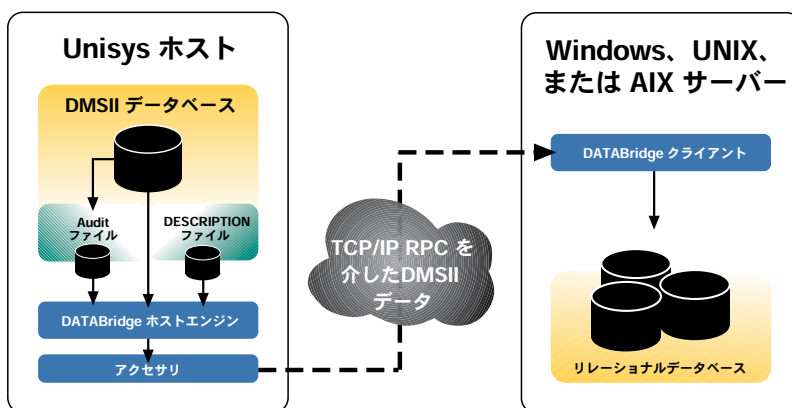 Unisys ホスト
DMSII データベース
Audit
ファイル
DESCRIPTION
ファイル
DATABridge ホストエンジン
アクセサリ
TCP/IP RPC を
介したDMSII
データ
Windows、UNIX、
または AIX サーバー
DATABridge クライアント
リレーショナルデータベース